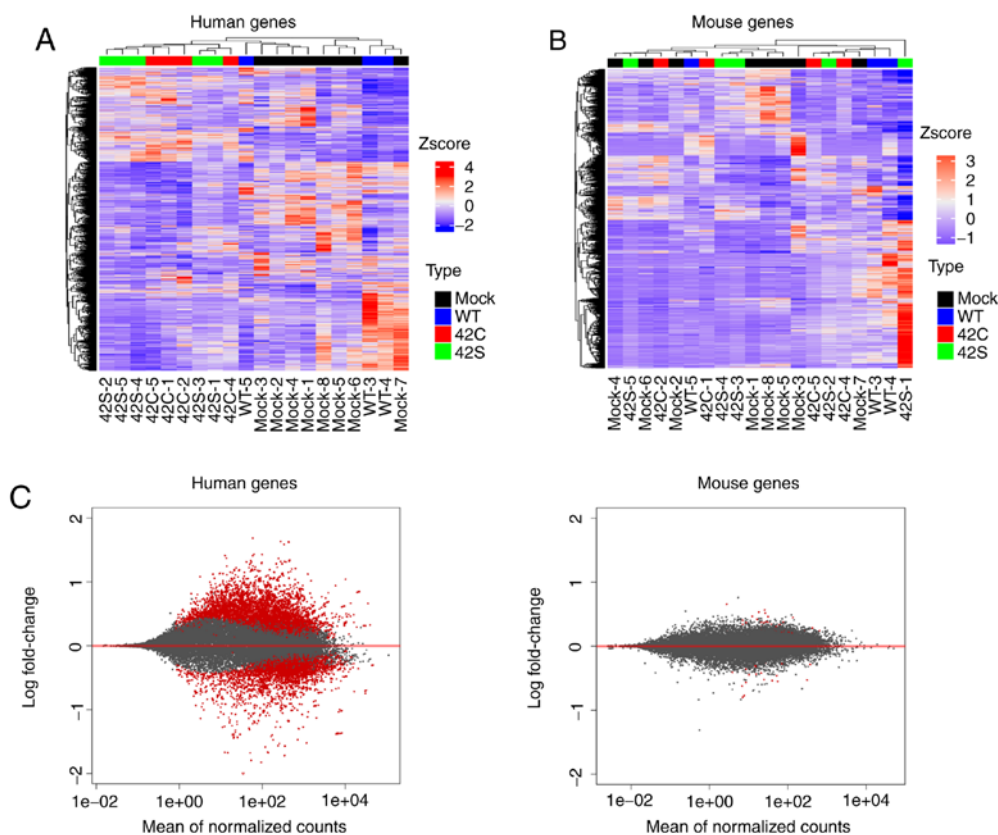 A
Human genes
Zscore
4
2
0
−2
Type
Mock
WT
42C
42S
42S-2
42S-5
42S-4
42C-5
42C-1
42C-2
42S-3
42S-1
42C-4
WT-5
Mock-3
Mock-2
Mock-4
Mock-1
Mock-8
Mock-5
Mock-6
WT-3
WT-4
Mock-7
B
Mouse genes
Zscore
3
2
1
0
−1
Type
Mock
WT
42C
42S
Mock-4
42S-5
Mock-6
42C-2
Mock-2
WT-5
42C-1
42S-4
42S-3
Mock-1
Mock-8
Mock-5
Mock-3
42C-5
42S-2
42C-4
Mock-7
WT-3
WT-4
42S-1
C
Human genes
Log fold-change
2
1
0
−1
−2
1e−02 1e+00 1e+02 1e+04
Mean of normalized counts
Mouse genes
Log fold-change
2
1
0
−1
−2
1e−02 1e+00 1e+02 1e+04
Mean of normalized counts